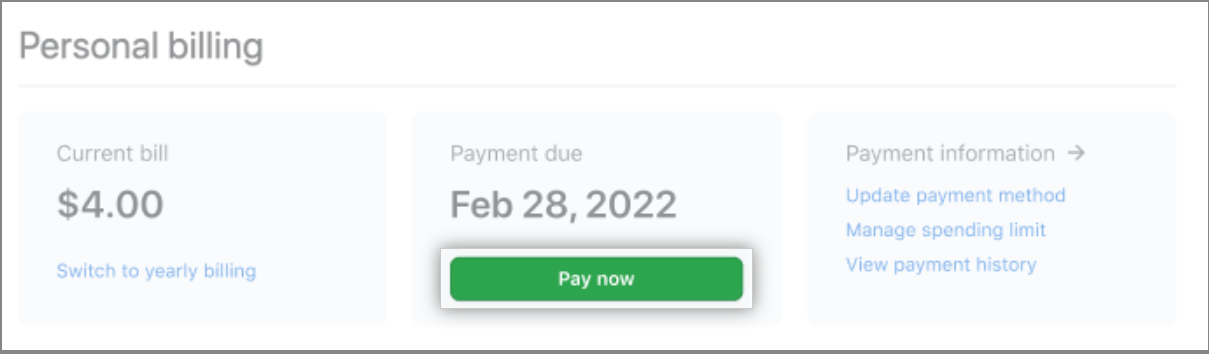 Personal billing
Current bill
$4.00
Switch to yearly billing
Payment due
Feb 28, 2022
Pay now
Payment information →
Update payment method
Manage spending limit
View payment history